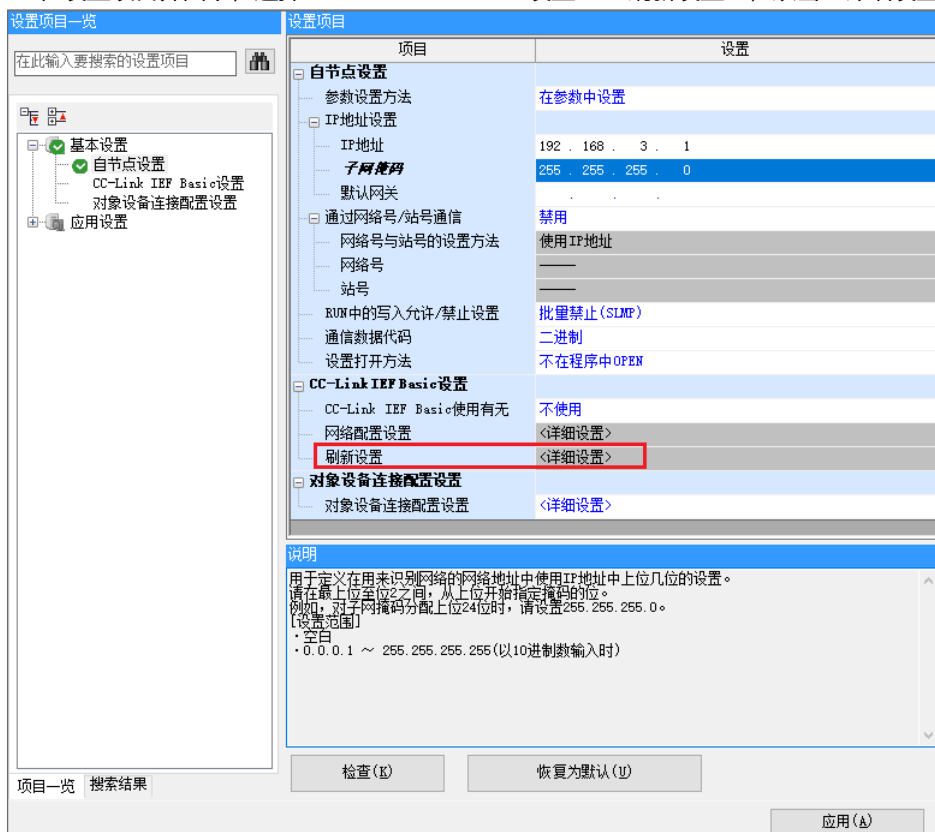 设置项目一览
在此输入要搜索的设置项目
基本设置
自节点设置
CC-Link IEF Basic设置
对象设备连接配置设置
应用设置
项目一览 搜索结果
设置项目
项目 设置
自节点设置
参数设置方法 在参数中设置
IP地址设置
IP地址 192 . 168 . 3 . 1
子网掩码 255 . 255 . 255 . 0
默认网关 . . .
通过网络号/站号通信 禁用
网络号与站号的设置方法 使用IP地址
网络号 ——
站号 ——
RUN中的写入允许/禁止设置 批量禁止(SLMP)
通信数据代码 二进制
设置打开方法 不在程序中OPEN
CC-Link IEF Basic设置
CC-Link IEF Basic使用有无 不使用
网络配置设置 <详细设置>
刷新设置 <详细设置>
对象设备连接配置设置
对象设备连接配置设置 <详细设置>
说明
用于定义在用来识别网络的网络地址中使用IP地址中上位几位的设置。
请在最上位至位2之间，从上位开始指定掩码的位。
例如，对子网掩码分配上位24位时，请设置255.255.255.0。
[设置范围]
·空白
·0.0.0.1 ～ 255.255.255.255(以10进制数输入时)
检查(K) 恢复为默认(U)
应用(A)